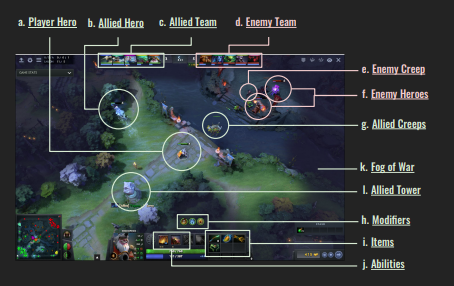 a. Player Hero
b. Allied Hero
c. Allied Team
d. Enemy Team
e. Enemy Creep
f. Enemy Heroes
g. Allied Creeps
k. Fog of War
l. Allied Tower
h. Modifiers
i. Items
j. Abilities